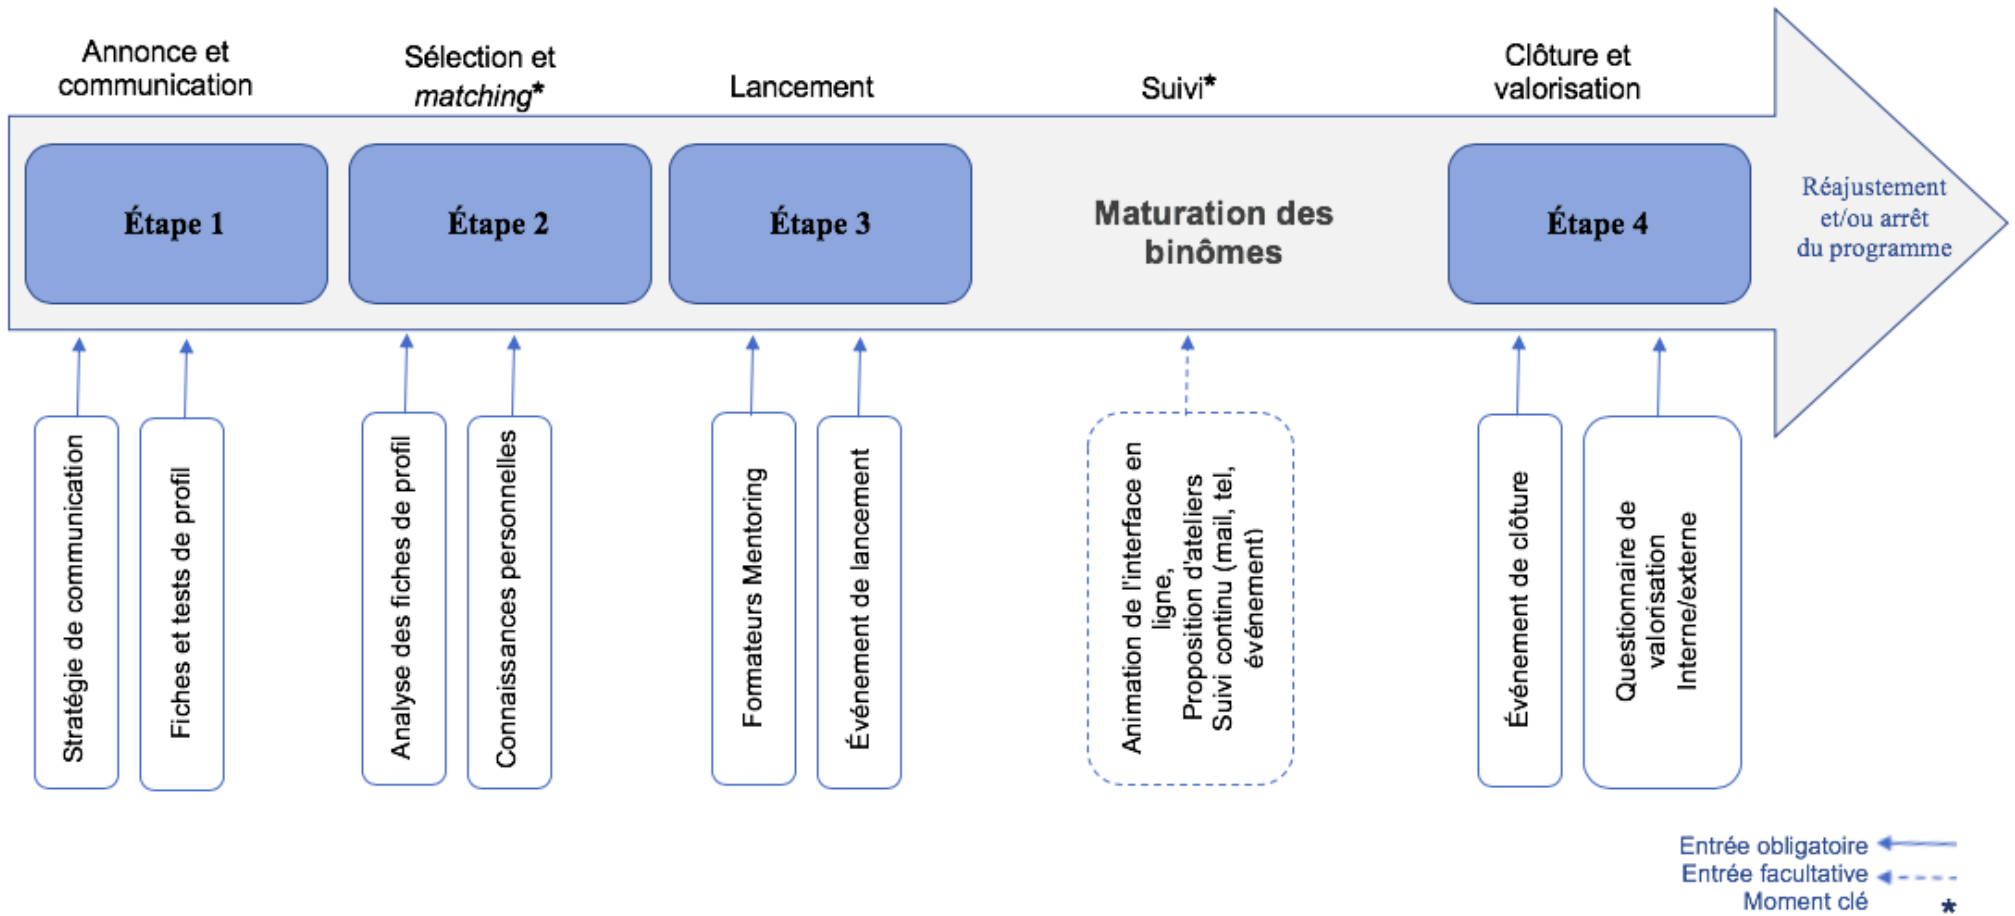 Annonce et
communication
Sélection et
matching*
Lancement
Suivi*
Clôture et
valorisation
Étape 1
Étape 2
Étape 3
Maturation des
binômes
Étape 4
Réajustement
et/ou arrêt
du programme
Stratégie de communication
Fiches et tests de profil
Analyse des fiches de profil
Connaissances personnelles
Formateurs Mentoring
Événement de lancement
Animation de l'interface en
ligne,
Proposition d'ateliers
Suivi continu (mail, tel,
événement)
Événement de clôture
Questionnaire de
valorisation
Interne/externe
Entrée obligatoire
Entrée facultative
Moment clé *